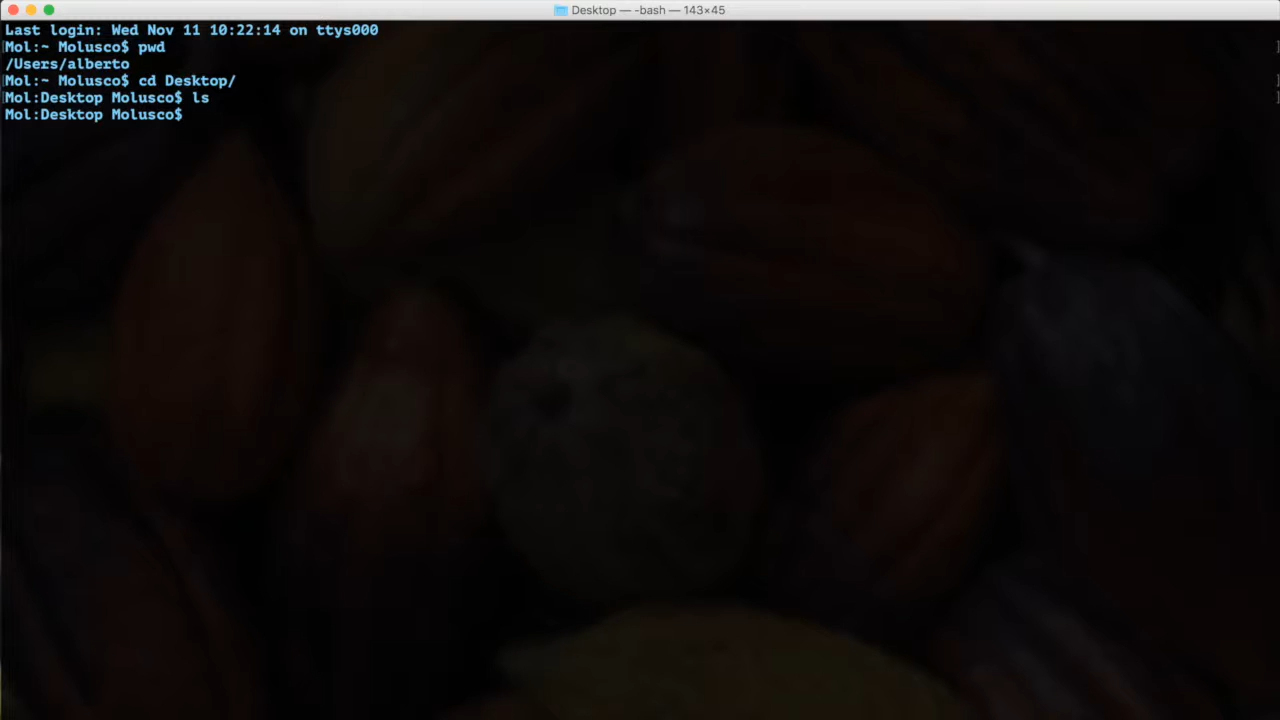 Desktop — -bash — 143×45
Last login: Wed Nov 11 10:22:14 on ttys000
[Mol:~ Molusco$ pwd ]
/Users/alberto
[Mol:~ Molusco$ cd Desktop/ ]
[Mol:Desktop Molusco$ ls ]
Mol:Desktop Molusco$